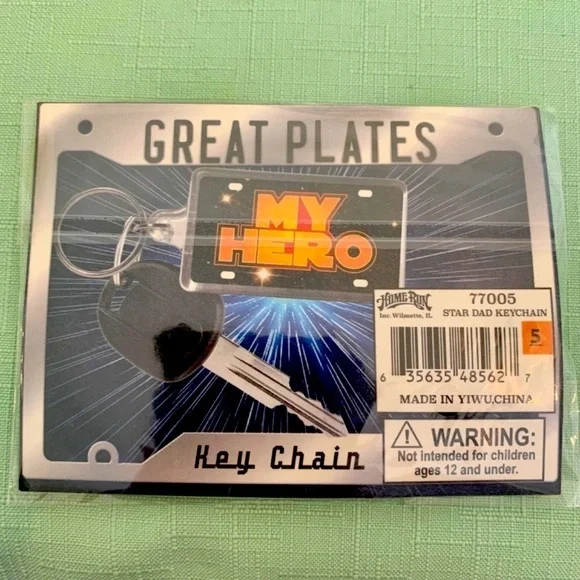 GREAT PLATES
MY
HERO
Home Run
Inc. Wilmette, IL
77005
STAR DAD KEYCHAIN
5
6 35635 48562 7
MADE IN YIWU,CHINA
WARNING:
Not intended for children
ages 12 and under.
Key Chain